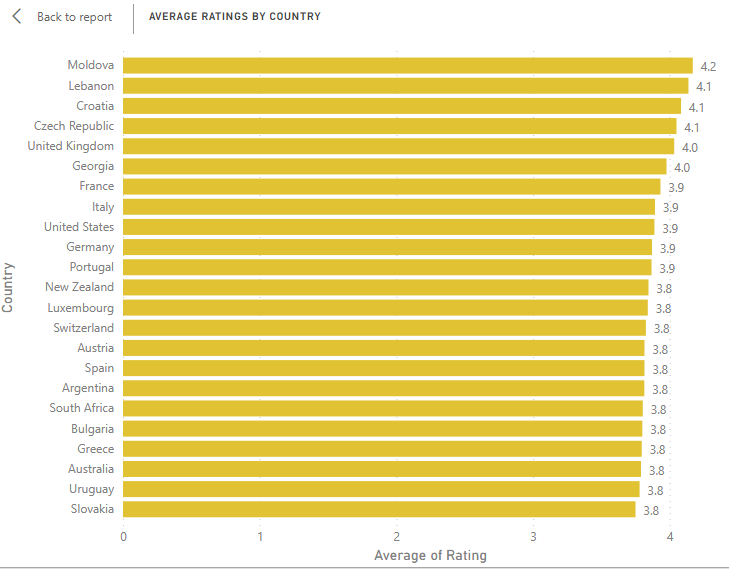 Back to report
AVERAGE RATINGS BY COUNTRY
Moldova 4.2
Lebanon 4.1
Croatia 4.1
Czech Republic 4.1
United Kingdom 4.0
Georgia 4.0
France 3.9
Italy 3.9
United States 3.9
Germany 3.9
Portugal 3.9
New Zealand 3.8
Luxembourg 3.8
Switzerland 3.8
Austria 3.8
Spain 3.8
Argentina 3.8
South Africa 3.8
Bulgaria 3.8
Greece 3.8
Australia 3.8
Uruguay 3.8
Slovakia 3.8
Country
0 1 2 3 4
Average of Rating